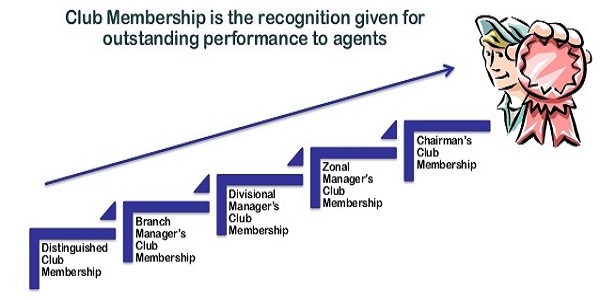 Club Membership is the recognition given for
outstanding performance to agents
Distinguished
Club
Membership
Branch
Manager's
Club
Membership
Divisional
Manager's
Club
Membership
Zonal
Manager's
Club
Membership
Chairman's
Club
Membership